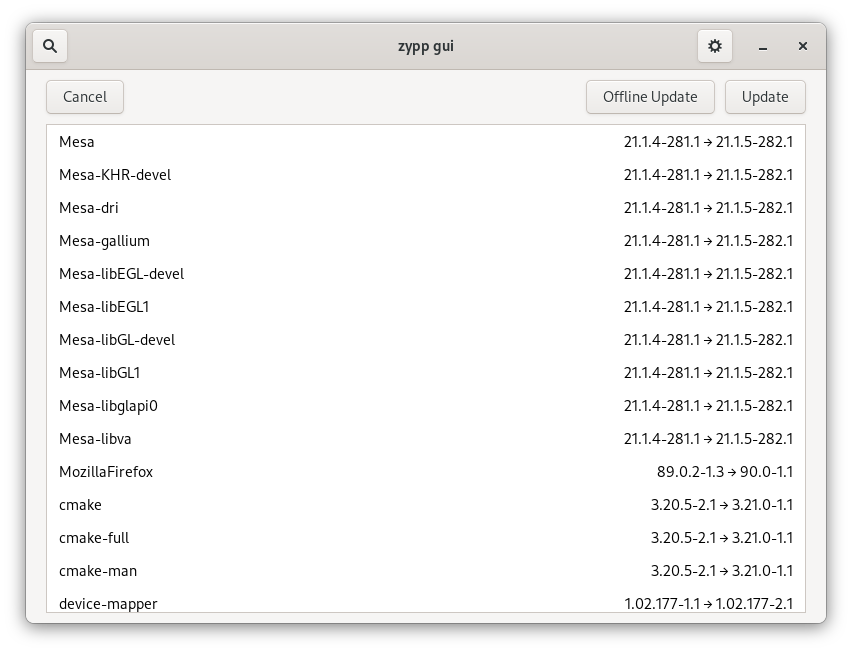 zypp gui
Cancel Offline Update Update
Mesa 21.1.4-281.1 → 21.1.5-282.1
Mesa-KHR-devel 21.1.4-281.1 → 21.1.5-282.1
Mesa-dri 21.1.4-281.1 → 21.1.5-282.1
Mesa-gallium 21.1.4-281.1 → 21.1.5-282.1
Mesa-libEGL-devel 21.1.4-281.1 → 21.1.5-282.1
Mesa-libEGL1 21.1.4-281.1 → 21.1.5-282.1
Mesa-libGL-devel 21.1.4-281.1 → 21.1.5-282.1
Mesa-libGL1 21.1.4-281.1 → 21.1.5-282.1
Mesa-libglapi0 21.1.4-281.1 → 21.1.5-282.1
Mesa-libva 21.1.4-281.1 → 21.1.5-282.1
MozillaFirefox 89.0.2-1.3 → 90.0-1.1
cmake 3.20.5-2.1 → 3.21.0-1.1
cmake-full 3.20.5-2.1 → 3.21.0-1.1
cmake-man 3.20.5-2.1 → 3.21.0-1.1
device-mapper 1.02.177-1.1 → 1.02.177-2.1